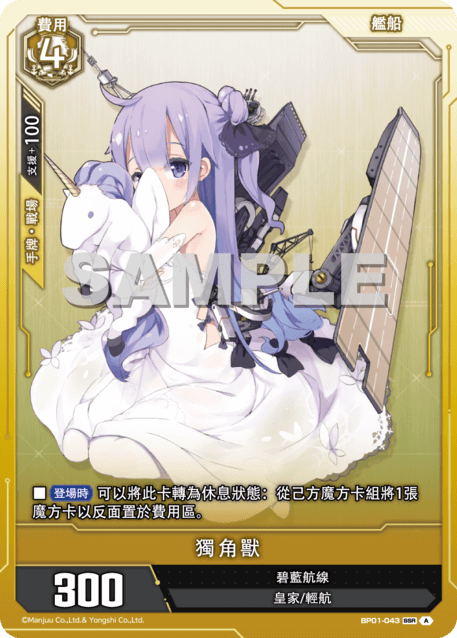 費用
4
艦船
支援+100
手牌・戰場
SAMPLE
■ 登場時 可以將此卡轉為休息狀態：從己方魔方卡組將1張
魔方卡以反面置於費用區。
獨角獸
300
碧藍航線
皇家/輕航
©Manjuu Co.,Ltd.& Yongshi Co.,Ltd.
BP01-043 SSR A